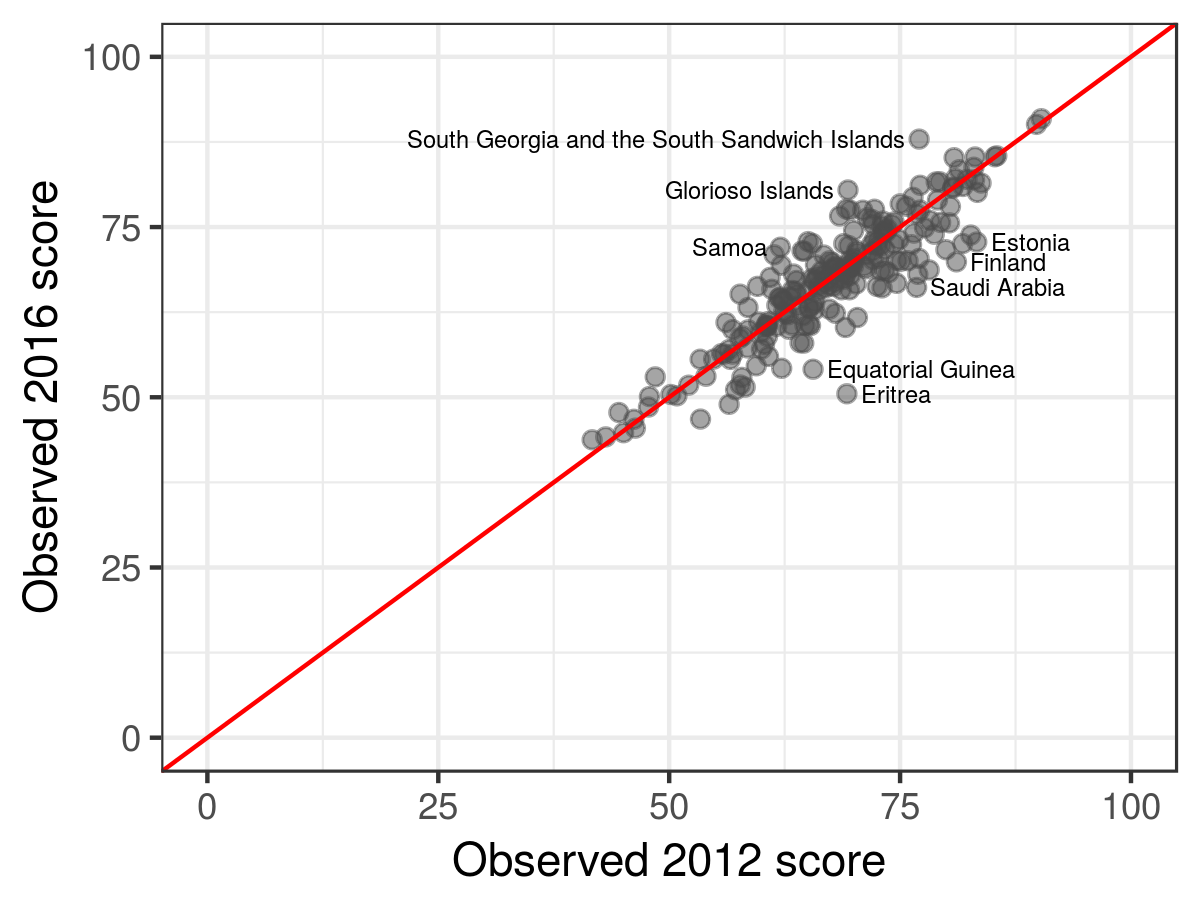 Observed 2016 score
100
75
50
25
0
South Georgia and the South Sandwich Islands
Glorioso Islands
Samoa
Estonia
Finland
Saudi Arabia
Equatorial Guinea
Eritrea
0 25 50 75 100
Observed 2012 score